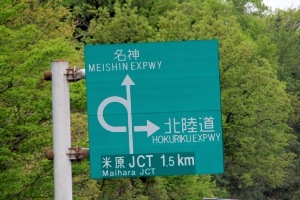 名神
MEISHIN EXPWY
北陸道
HOKURIKU EXPWY
米原 JCT 1.5 km
Maihara JCT